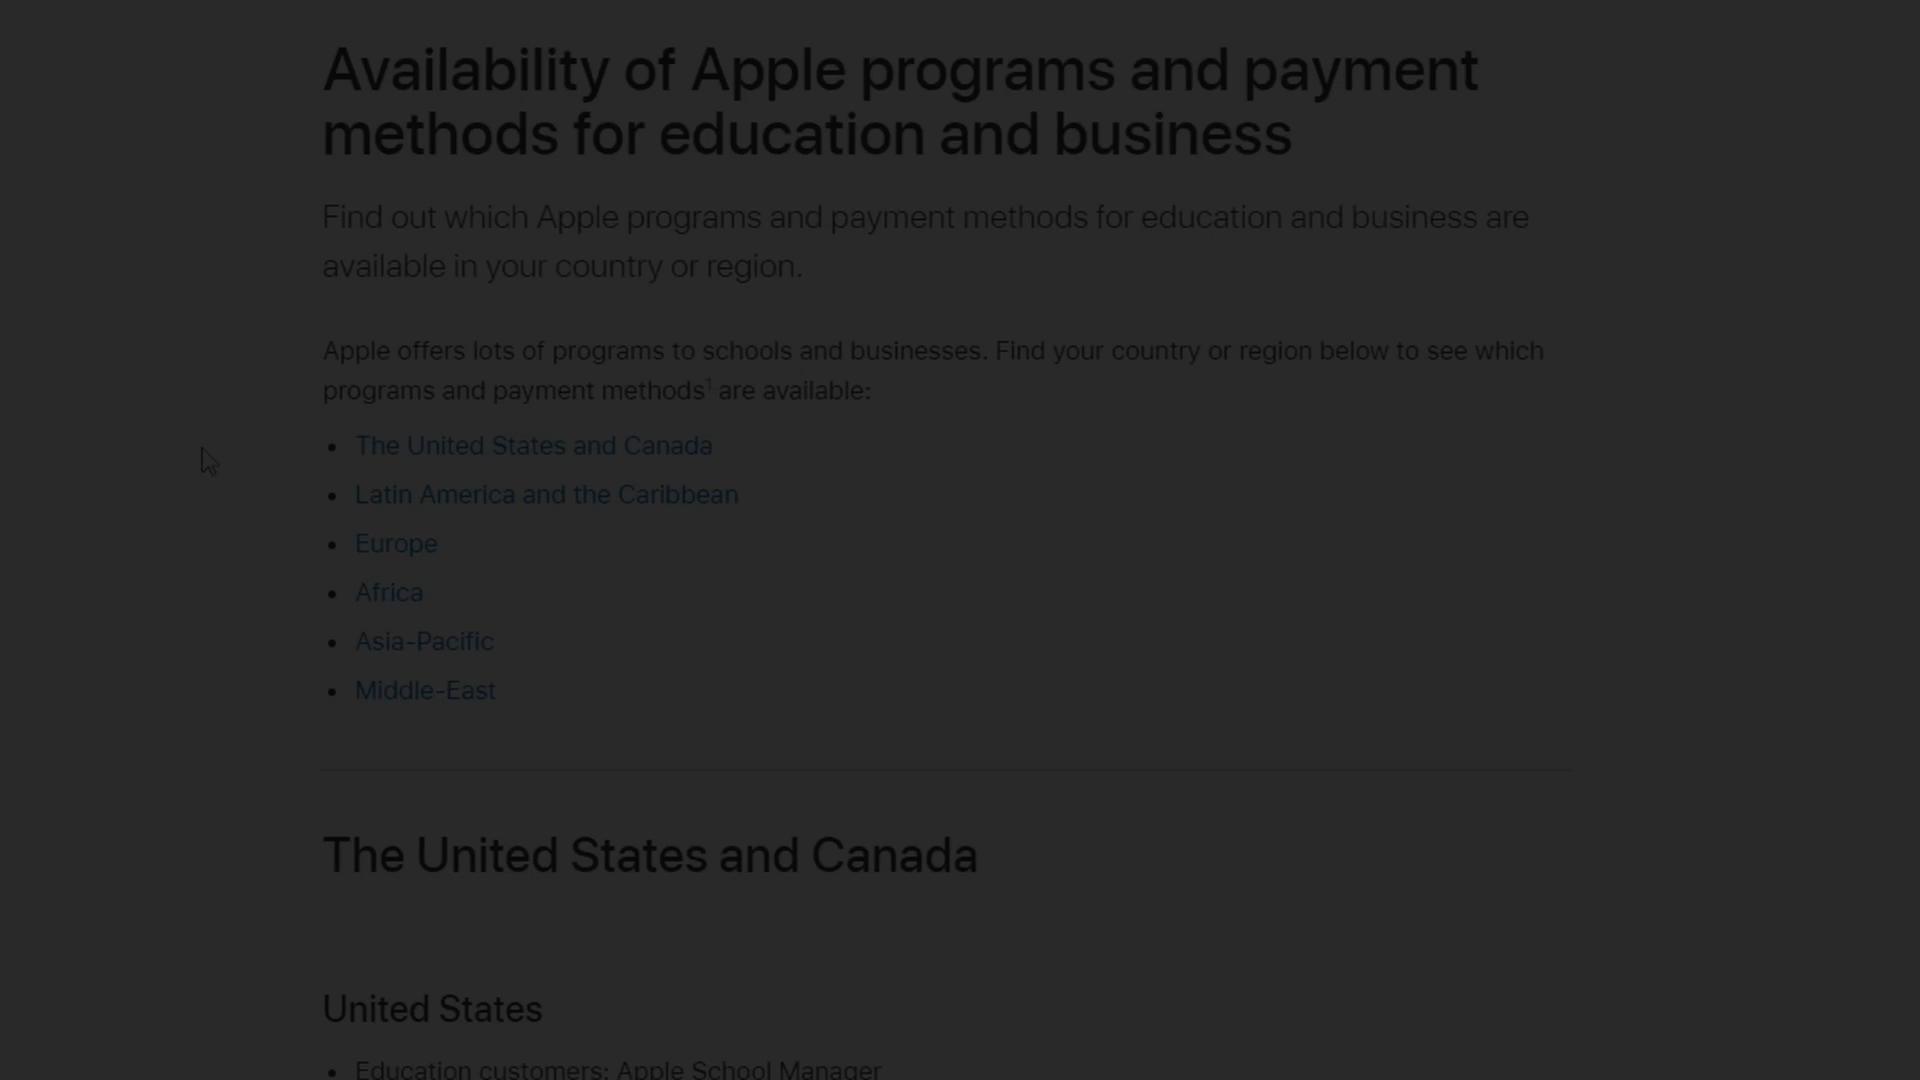 Availability of Apple programs and payment
methods for education and business
Find out which Apple programs and payment methods for education and business are
available in your country or region.
Apple offers lots of programs to schools and businesses. Find your country or region below to see which
programs and payment methods¹ are available:
• The United States and Canada
• Latin America and the Caribbean
• Europe
• Africa
• Asia-Pacific
• Middle-East
The United States and Canada
United States
• Education customers: Apple School Manager